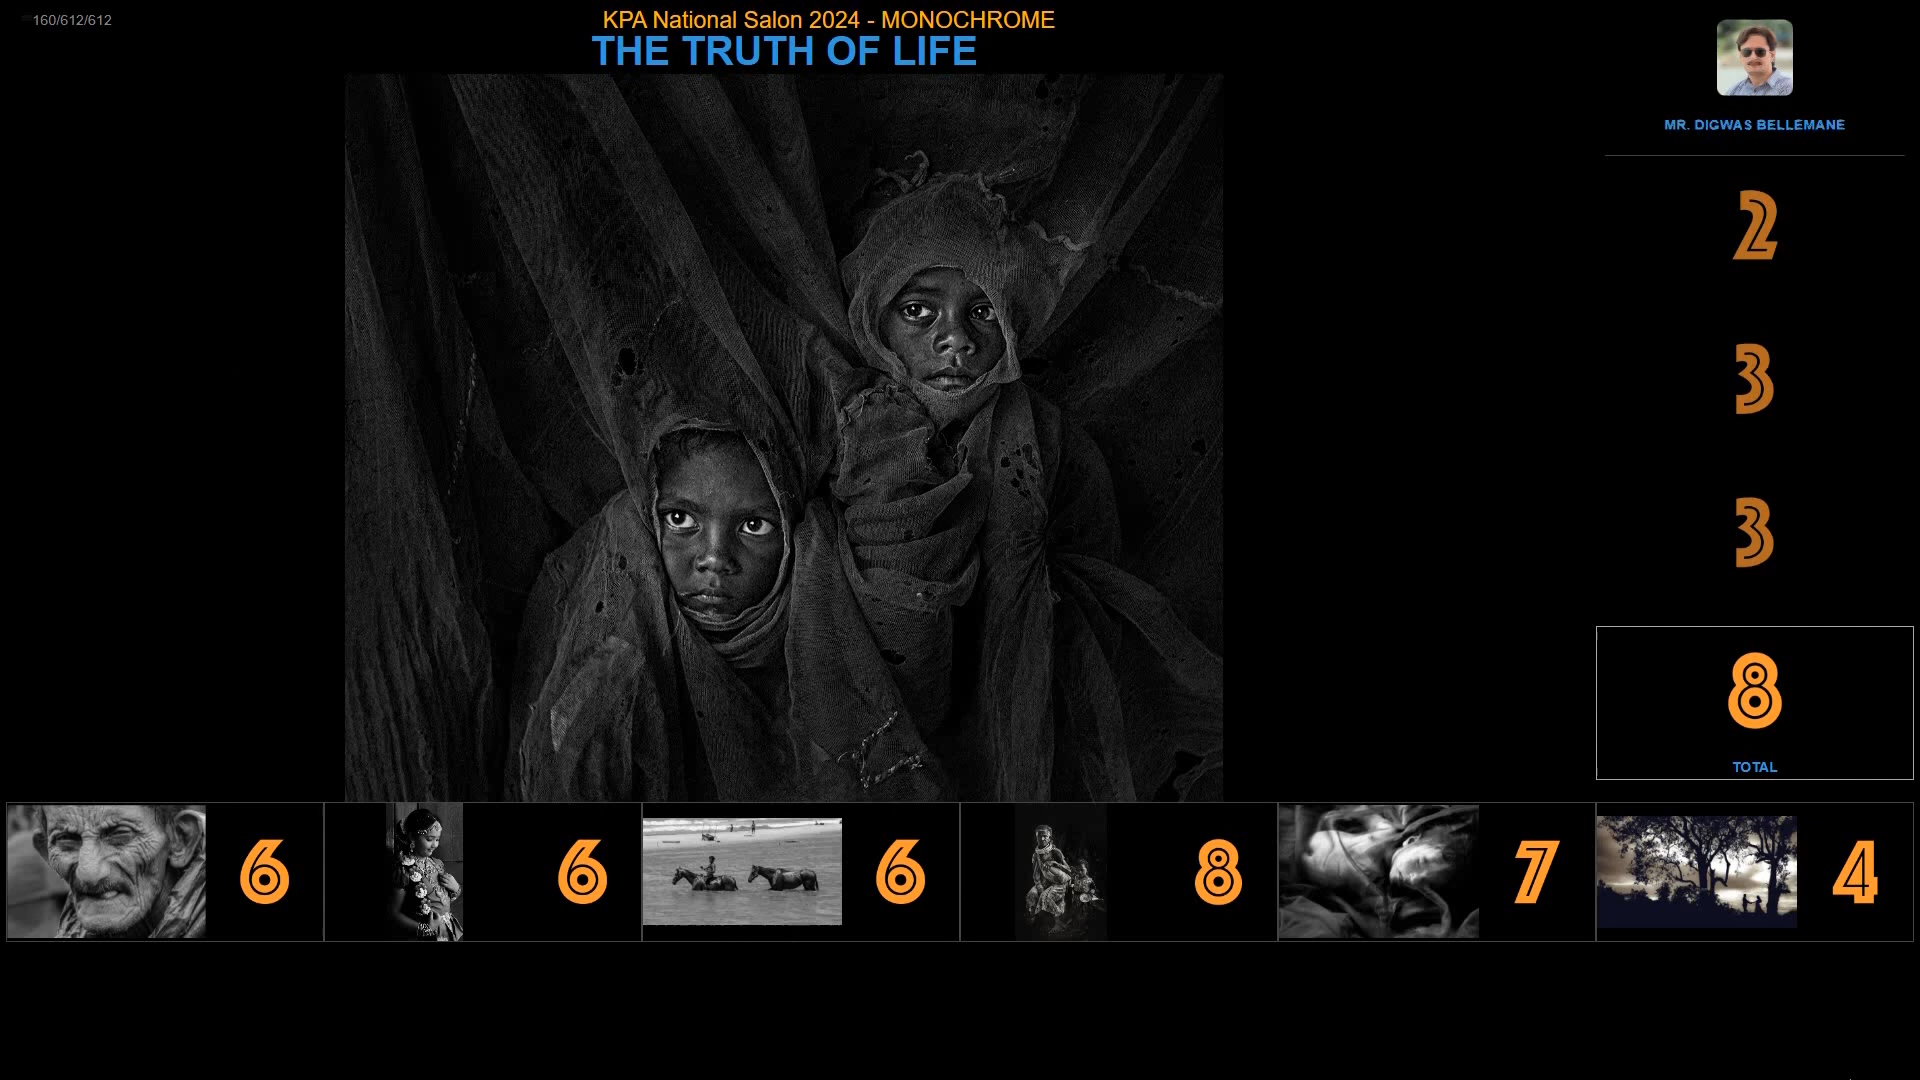 160/612/612
KPA National Salon 2024 - MONOCHROME
THE TRUTH OF LIFE
MR. DIGWAS BELLEMANE
2
3
3
8
TOTAL
6
6
6
8
7
4